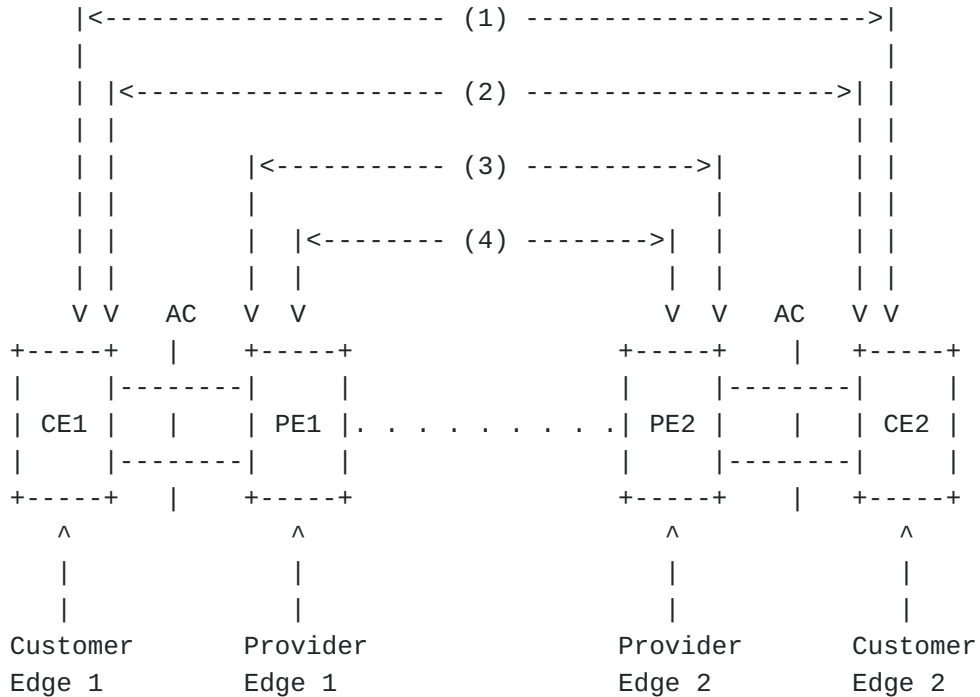 |<----------------------- (1) ---------------------->|
|                                                    |
| |<-------------------- (2) -------------------->| |
| |                                               | |
| |        |<----------- (3) ----------->|        | |
| |        |                             |        | |
| |        |  |<-------- (4) -------->|  |        | |
| |        |  |                       |  |        | |
V V   AC   V  V                       V  V   AC   V V
+-----+   |    +-----+                 +-----+    |   +-----+
|     |--------|     |                 |     |--------|     |
| CE1 |   |    | PE1 |. . . . . . . . .| PE2 |    |   | CE2 |
|     |--------|     |                 |     |--------|     |
+-----+   |    +-----+                 +-----+    |   +-----+
^              ^                       ^              ^
|              |                       |              |
|              |                       |              |
Customer       Provider                Provider       Customer
Edge 1         Edge 1                  Edge 2         Edge 2